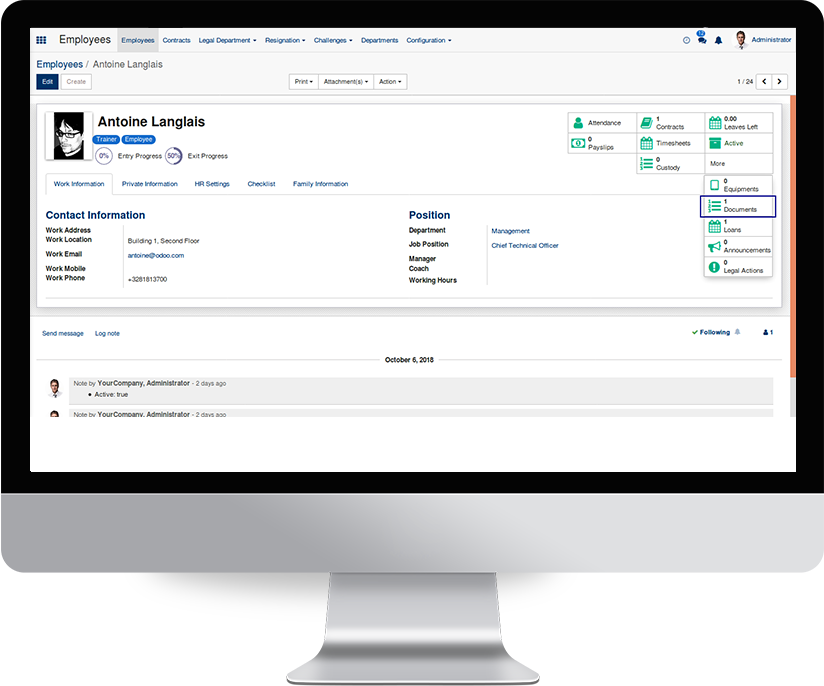 Employees Employees Contracts Legal Department Resignation Challenges Departments Configuration 12 Administrator
Employees / Antoine Langlais
Edit Create Print Attachment(s) Action 1 / 24
Antoine Langlais
Trainer Employee
0% Entry Progress 50% Exit Progress
Attendance
1 Contracts
0.00 Leaves Left
0 Payslips
Timesheets
Active
0 Custody
More
0 Equipments
1 Documents
1 Loans
0 Announcements
0 Legal Actions
Work Information Private Information HR Settings Checklist Family Information
Contact Information
Work Address
Work Location Building 1, Second Floor
Work Email antoine@odoo.com
Work Mobile
Work Phone +3281813700
Position
Department Management
Job Position Chief Technical Officer
Manager
Coach
Working Hours
Send message Log note Following 1
October 6, 2018
Note by YourCompany, Administrator - 2 days ago
• Active: true
Note by YourCompany, Administrator - 2 days ago